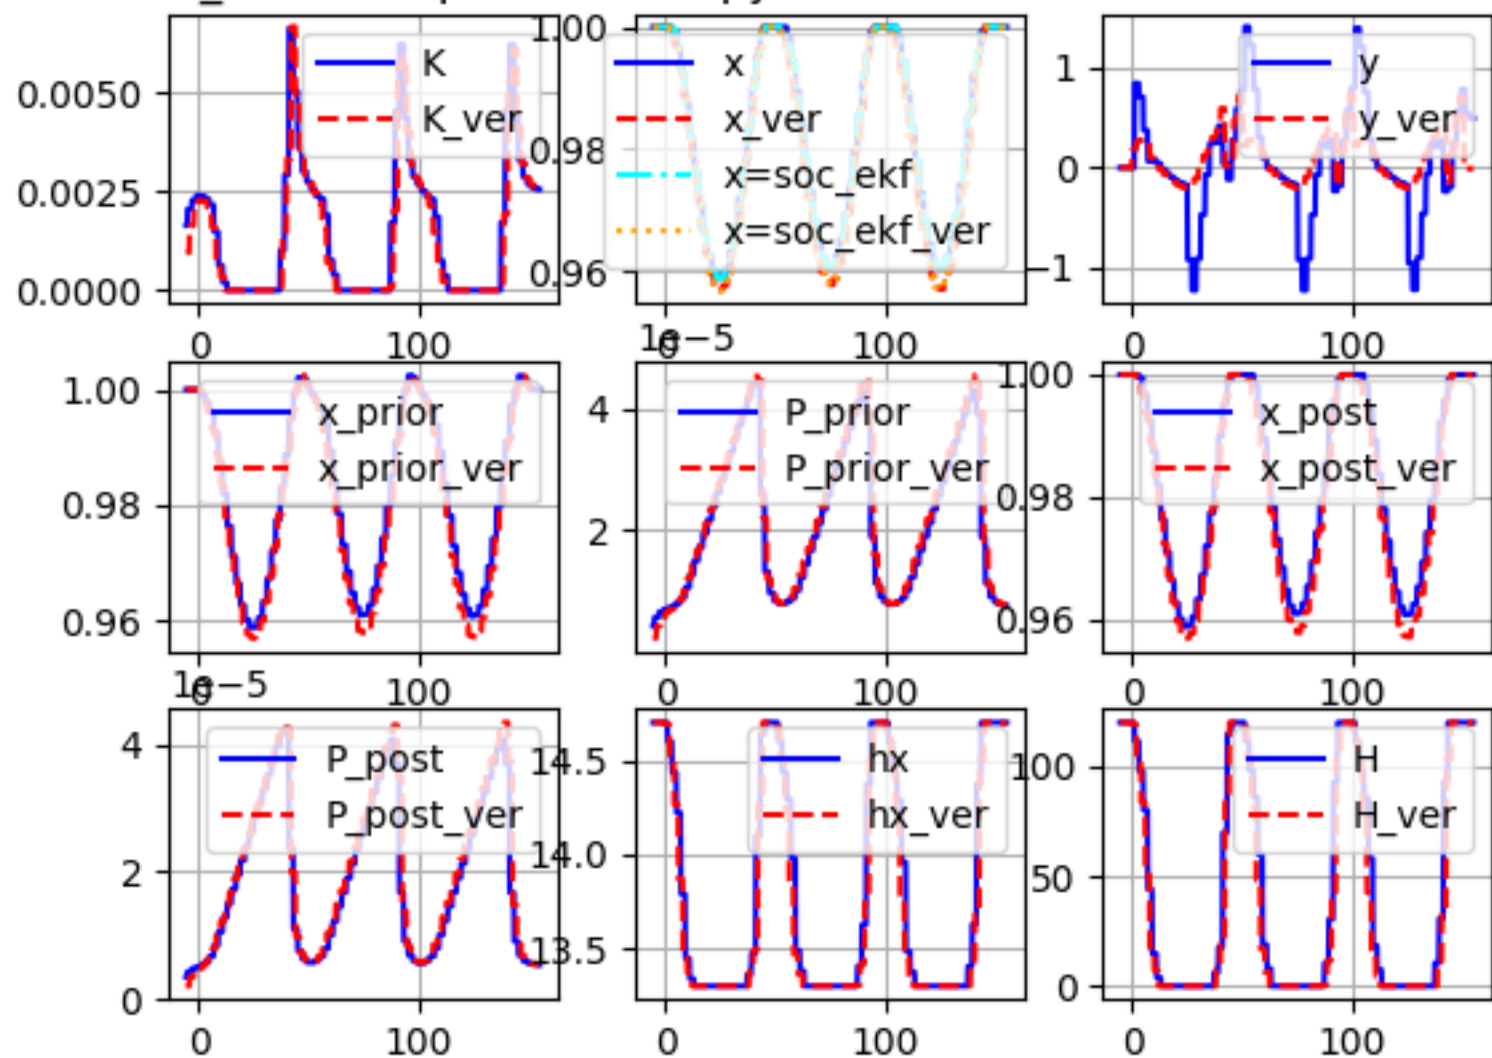 K
K_ver
0.0050
0.0025
0.0000
0
100
x
x_ver
x=soc_ekf
x=soc_ekf_ver
1.00
0.98
0.96
0
100
y
y_ver
1
0
−1
0
100
x_prior
x_prior_ver
1.00
0.98
0.96
0
100
1e−5
P_prior
P_prior_ver
4
2
0
100
x_post
x_post_ver
1.00
0.98
0.96
0
100
1e−5
P_post
P_post_ver
4
2
0
0
100
hx
hx_ver
14.5
14.0
13.5
0
100
H
H_ver
100
50
0
0
100